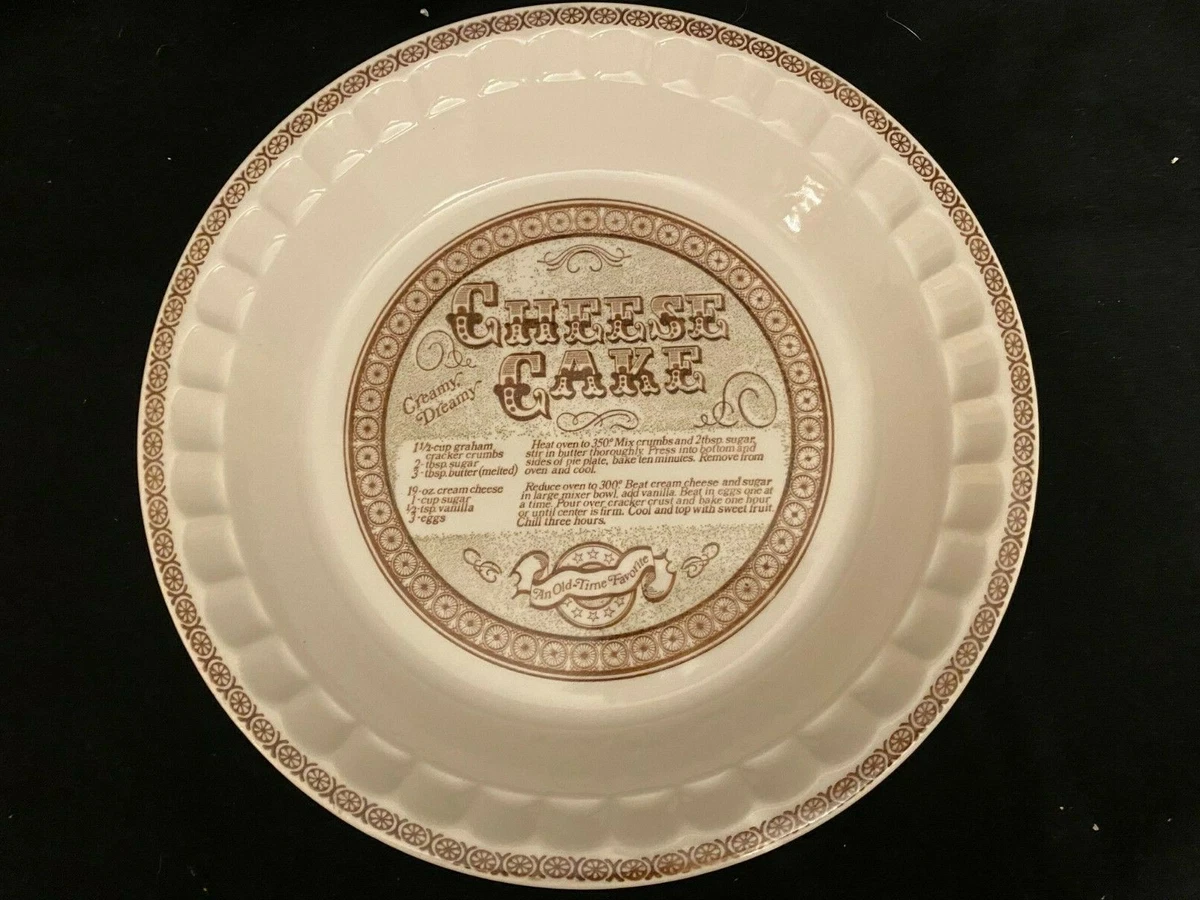 CHEESE
CAKE
Creamy
Dreamy
1 1/2-cup graham
cracker crumbs
2-tbsp. sugar
3-tbsp. butter (melted)
19-oz. cream cheese
1-cup sugar
1/2-tsp. vanilla
3-eggs
Heat oven to 350° Mix crumbs and 2 tbsp. sugar,
stir in butter thoroughly. Press into bottom and
sides of pie plate, bake ten minutes. Remove from
oven and cool.
Reduce oven to 300° Beat cream cheese and sugar
in large mixer bowl, add vanilla. Beat in eggs one at
a time. Pour over cracker crust and bake one hour
or until center is firm. Cool and top with sweet fruit.
Chill three hours.
An Old-Time Favorite